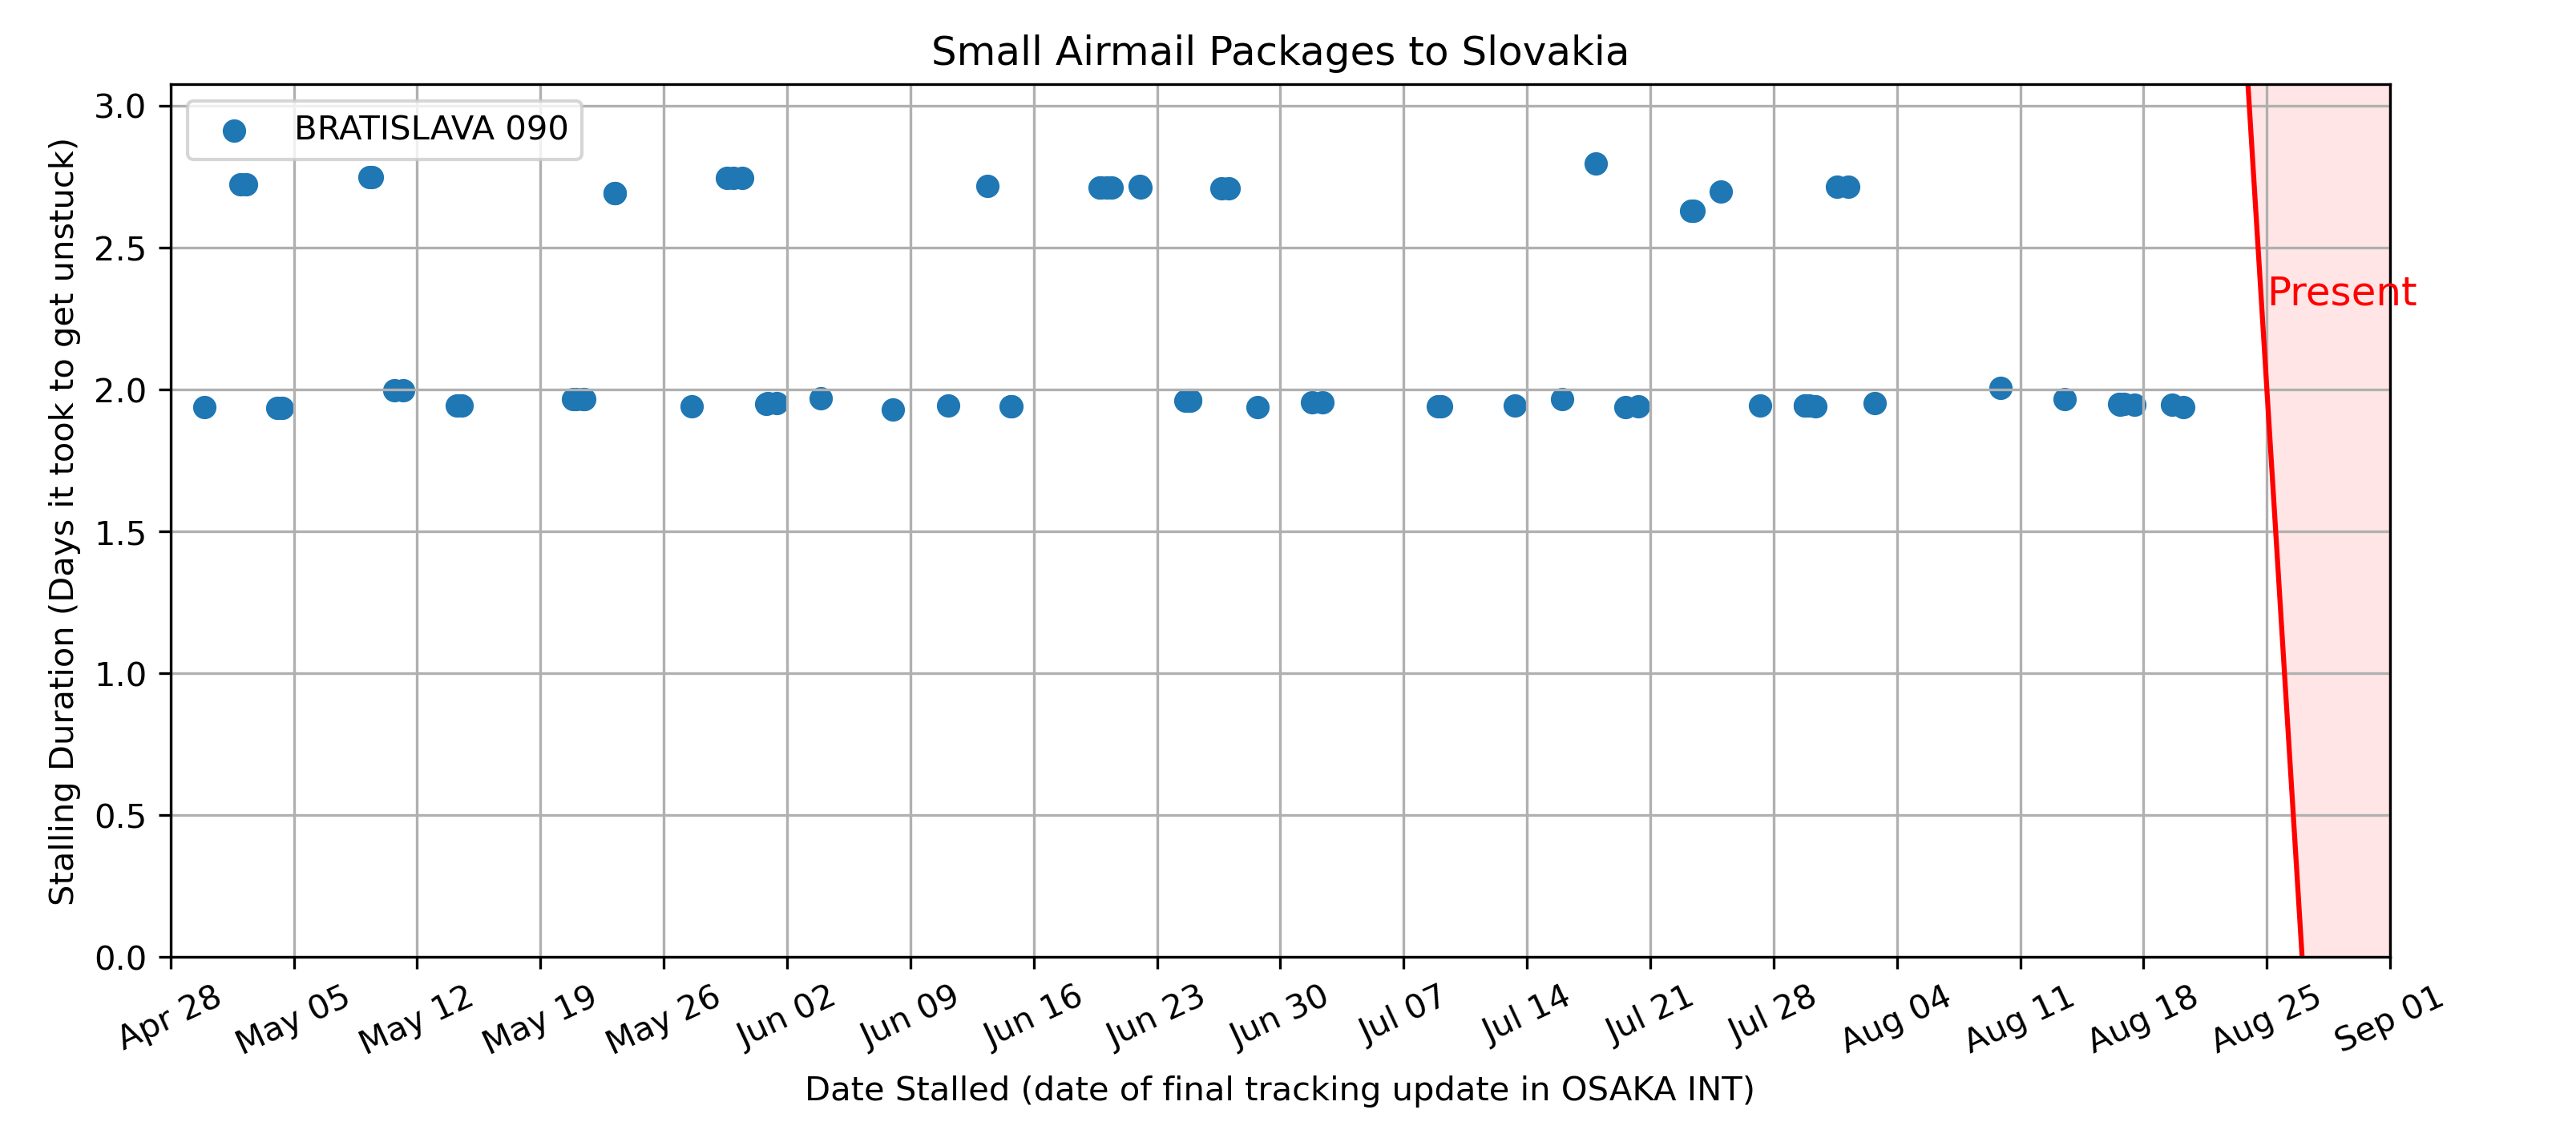 Small Airmail Packages to Slovakia
BRATISLAVA 090
Stalling Duration (Days it took to get unstuck)
3.0
2.5
2.0
1.5
1.0
0.5
0.0
Present
Apr 28
May 05
May 12
May 19
May 26
Jun 02
Jun 09
Jun 16
Jun 23
Jun 30
Jul 07
Jul 14
Jul 21
Jul 28
Aug 04
Aug 11
Aug 18
Aug 25
Sep 01
Date Stalled (date of final tracking update in OSAKA INT)